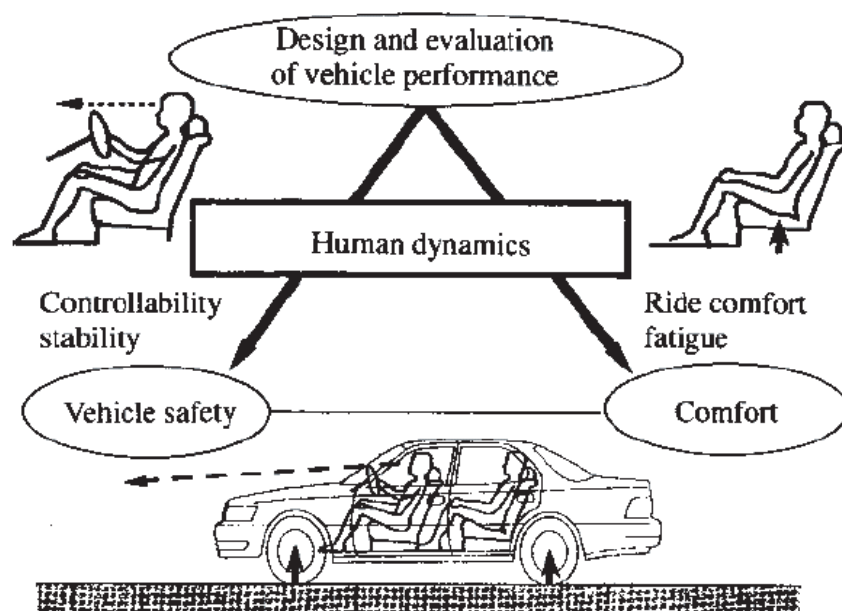 Design and evaluation
of vehicle performance
Human dynamics
Controllability
stability
Ride comfort
fatigue
Vehicle safety
Comfort